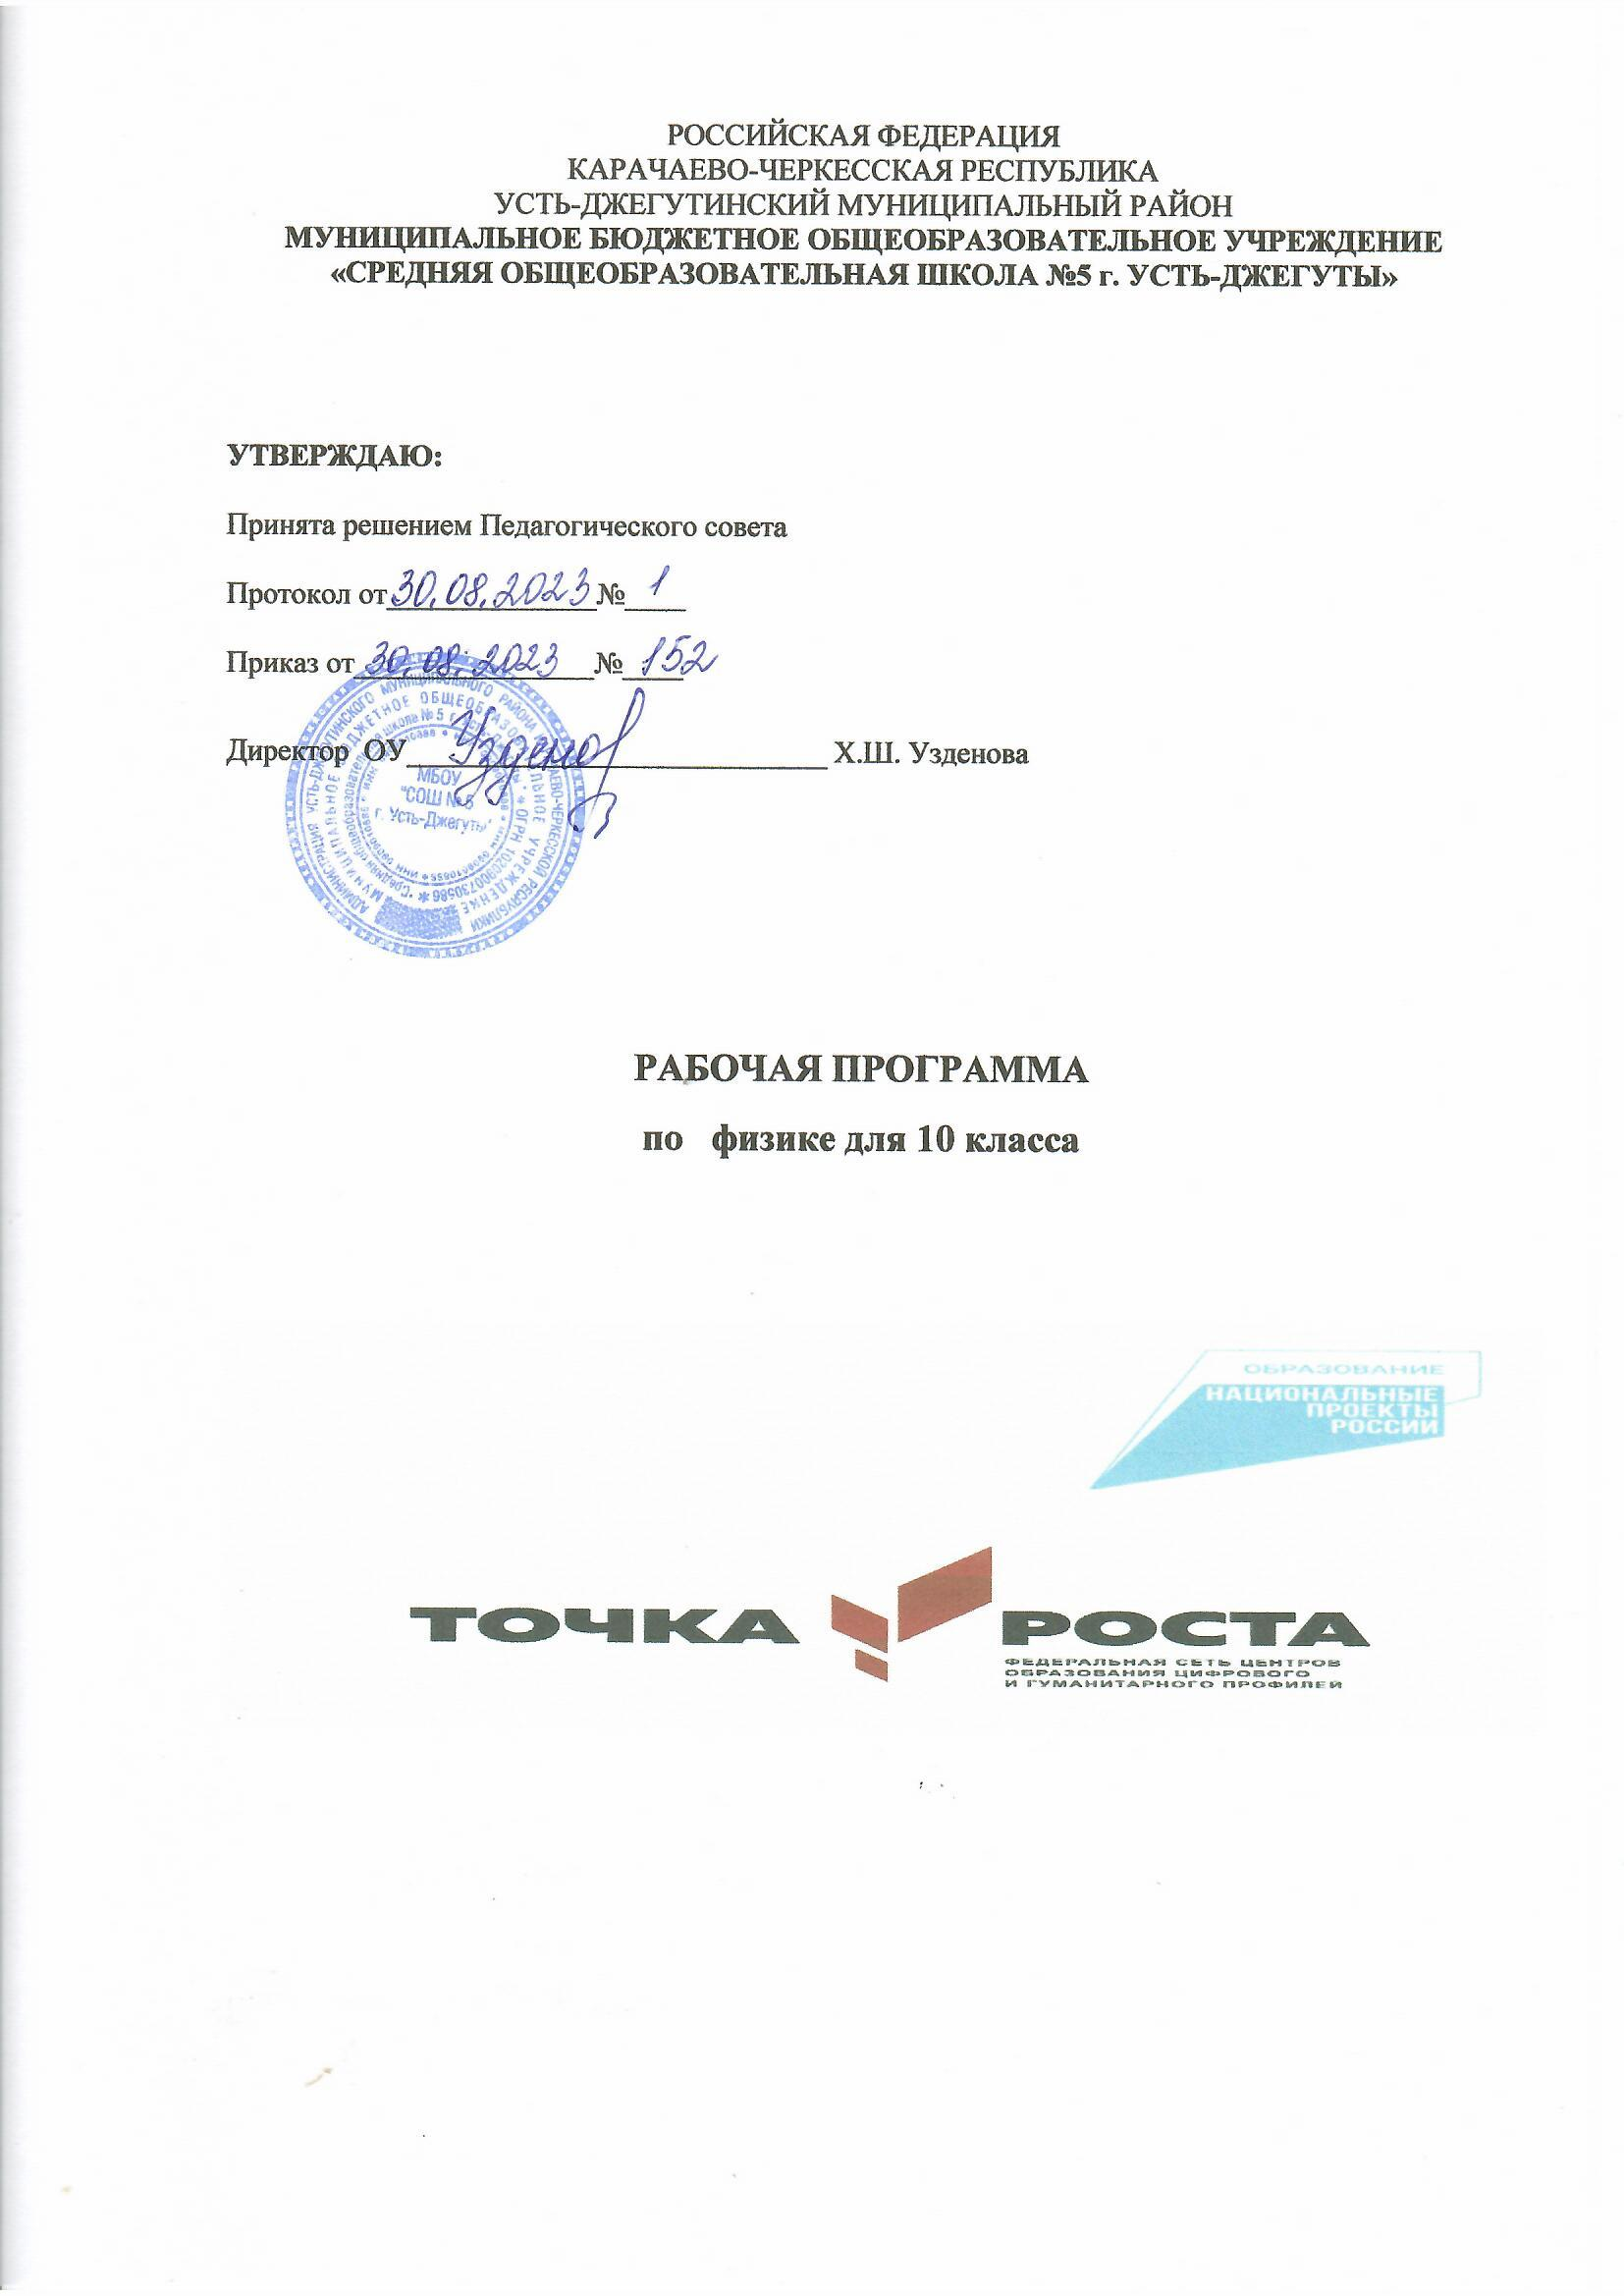 РОССИЙСКАЯ ФЕДЕРАЦИЯ
КАРАЧАЕВО-ЧЕРКЕССКАЯ РЕСПУБЛИКА
УСТЬ-ДЖЕГУТИНСКИЙ МУНИЦИПАЛЬНЫЙ РАЙОН
МУНИЦИПАЛЬНОЕ БЮДЖЕТНОЕ ОБЩЕОБРАЗОВАТЕЛЬНОЕ УЧРЕЖДЕНИЕ
«СРЕДНЯЯ ОБЩЕОБРАЗОВАТЕЛЬНАЯ ШКОЛА №5 г. УСТЬ-ДЖЕГУТЫ»
УТВЕРЖДАЮ:
Принята решением Педагогического совета
Протокол от 30.08.2023 № 1
Приказ от 30.08.2023 № 152
Директор ОУ Х.Ш. Узденова
МБОУ
"СОШ № 5
г. Усть-Джегуты"
РАБОЧАЯ ПРОГРАММА
по физике для 10 класса
ОБРАЗОВАНИЕ
НАЦИОНАЛЬНЫЕ
ПРОЕКТЫ
РОССИИ
ТОЧКА РОСТА
ФЕДЕРАЛЬНАЯ СЕТЬ ЦЕНТРОВ
ОБРАЗОВАНИЯ ЦИФРОВОГО
И ГУМАНИТАРНОГО ПРОФИЛЕЙ